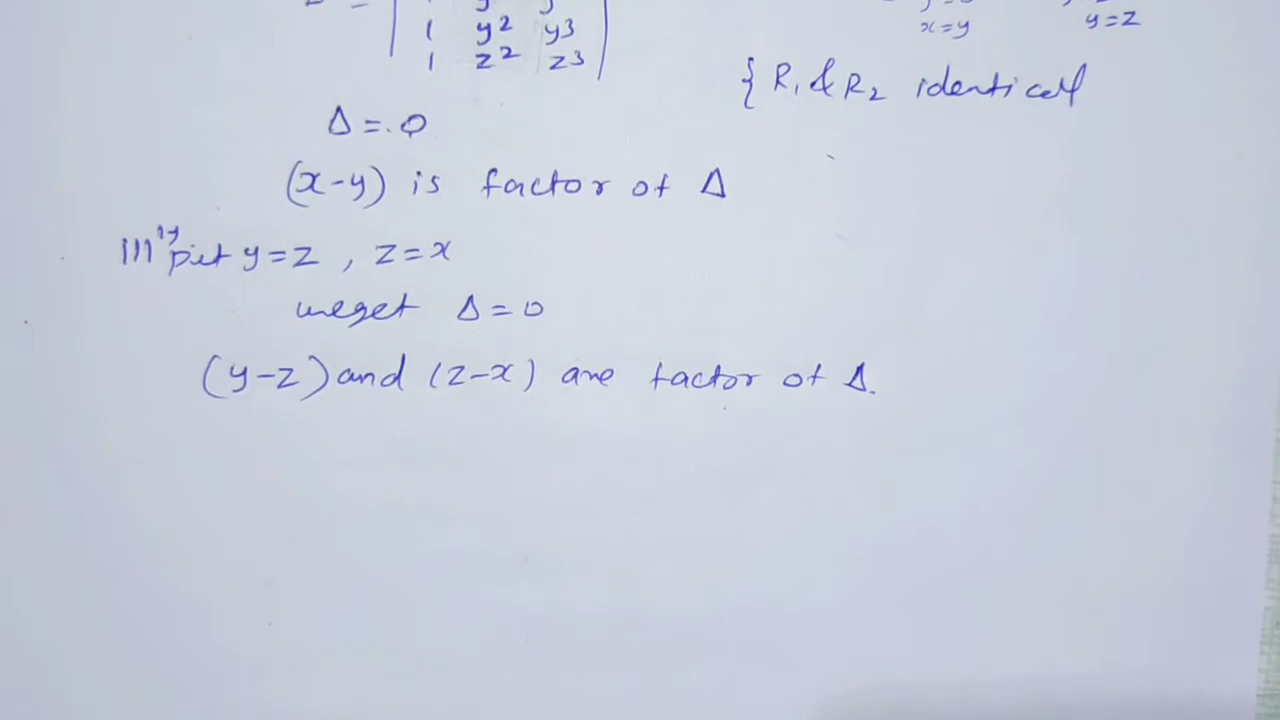 1 y² y³
x=y y=z
1 z² z³
{ R₁ & R₂ identical
Δ = 0
(x-y) is factor of Δ
|||ly put y=z , z=x
we get Δ = 0
(y-z) and (z-x) are factor of Δ.